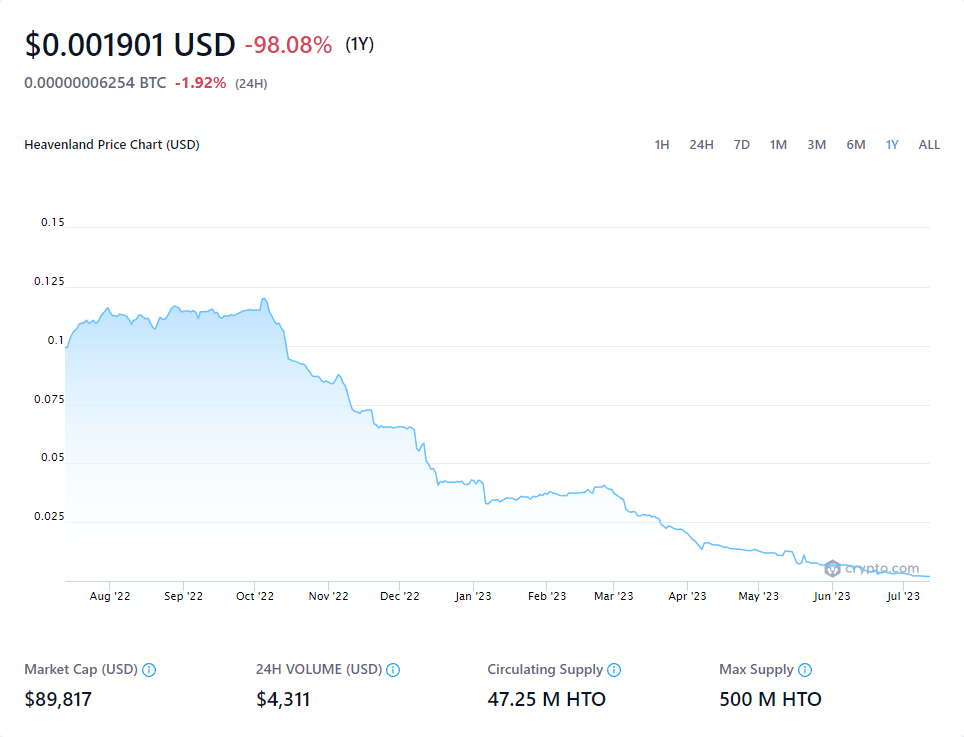 $0.001901 USD -98.08% (1Y)
0.00000006254 BTC -1.92% (24H)
Heavenland Price Chart (USD) 1H 24H 7D 1M 3M 6M 1Y ALL
0.15
0.125
0.1
0.075
0.05
0.025
crypto.com
Aug '22 Sep '22 Oct '22 Nov '22 Dec '22 Jan '23 Feb '23 Mar '23 Apr '23 May '23 Jun '23 Jul '23
Market Cap (USD) 24H VOLUME (USD) Circulating Supply Max Supply
$89,817 $4,311 47.25 M HTO 500 M HTO